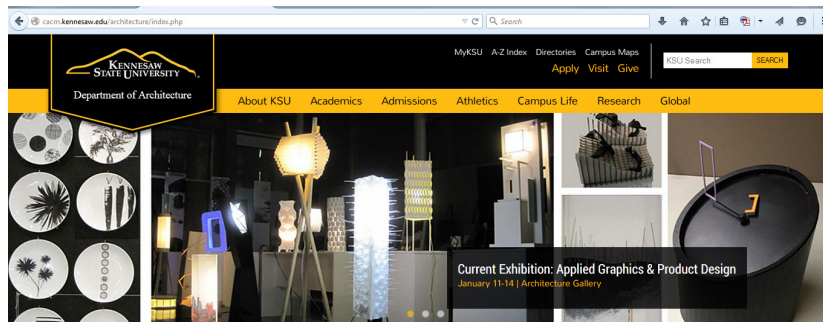 cacm.kennesaw.edu/architecture/index.php
Search
KENNESAW
STATE UNIVERSITY
Department of Architecture
MyKSU A-Z Index Directories Campus Maps
Apply Visit Give
KSU Search
SEARCH
About KSU Academics Admissions Athletics Campus Life Research Global
Current Exhibition: Applied Graphics & Product Design
January 11-14 | Architecture Gallery